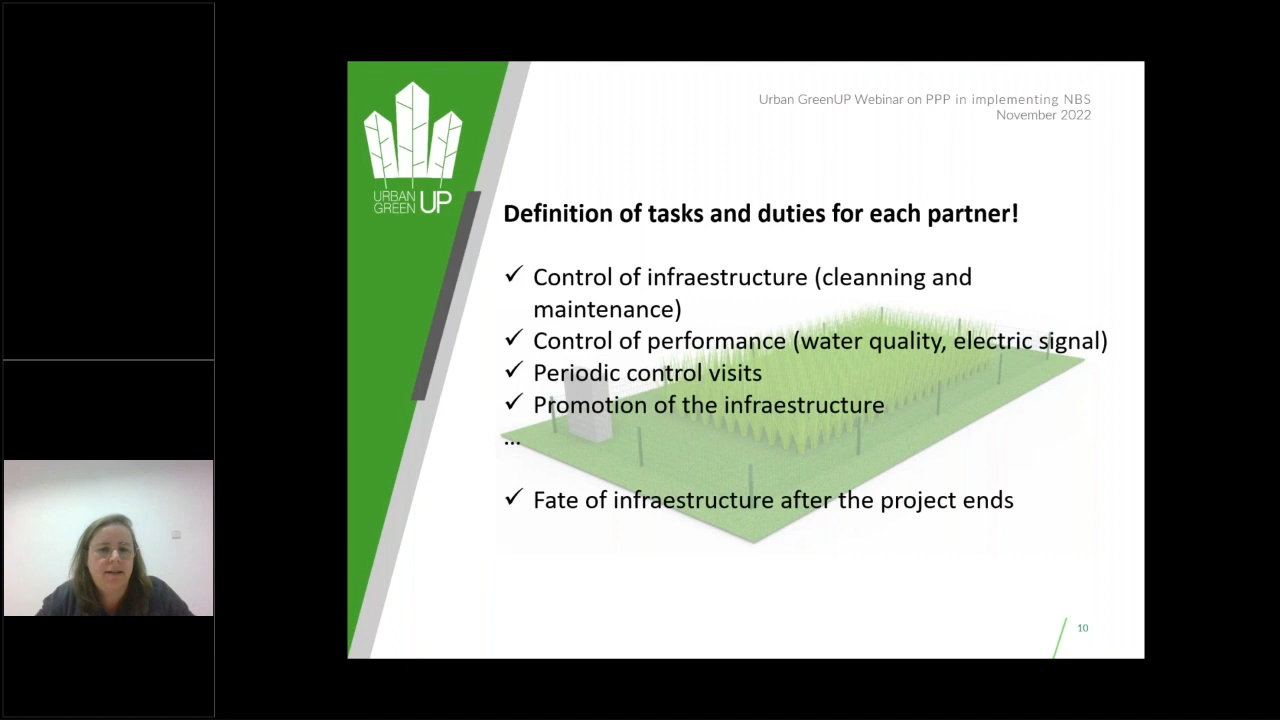 Urban GreenUP Webinar on PPP in implementing NBS
November 2022
URBAN
GREEN UP
Definition of tasks and duties for each partner!
✓ Control of infraestructure (cleanning and
maintenance)
✓ Control of performance (water quality, electric signal)
✓ Periodic control visits
✓ Promotion of the infraestructure
...
✓ Fate of infraestructure after the project ends
10